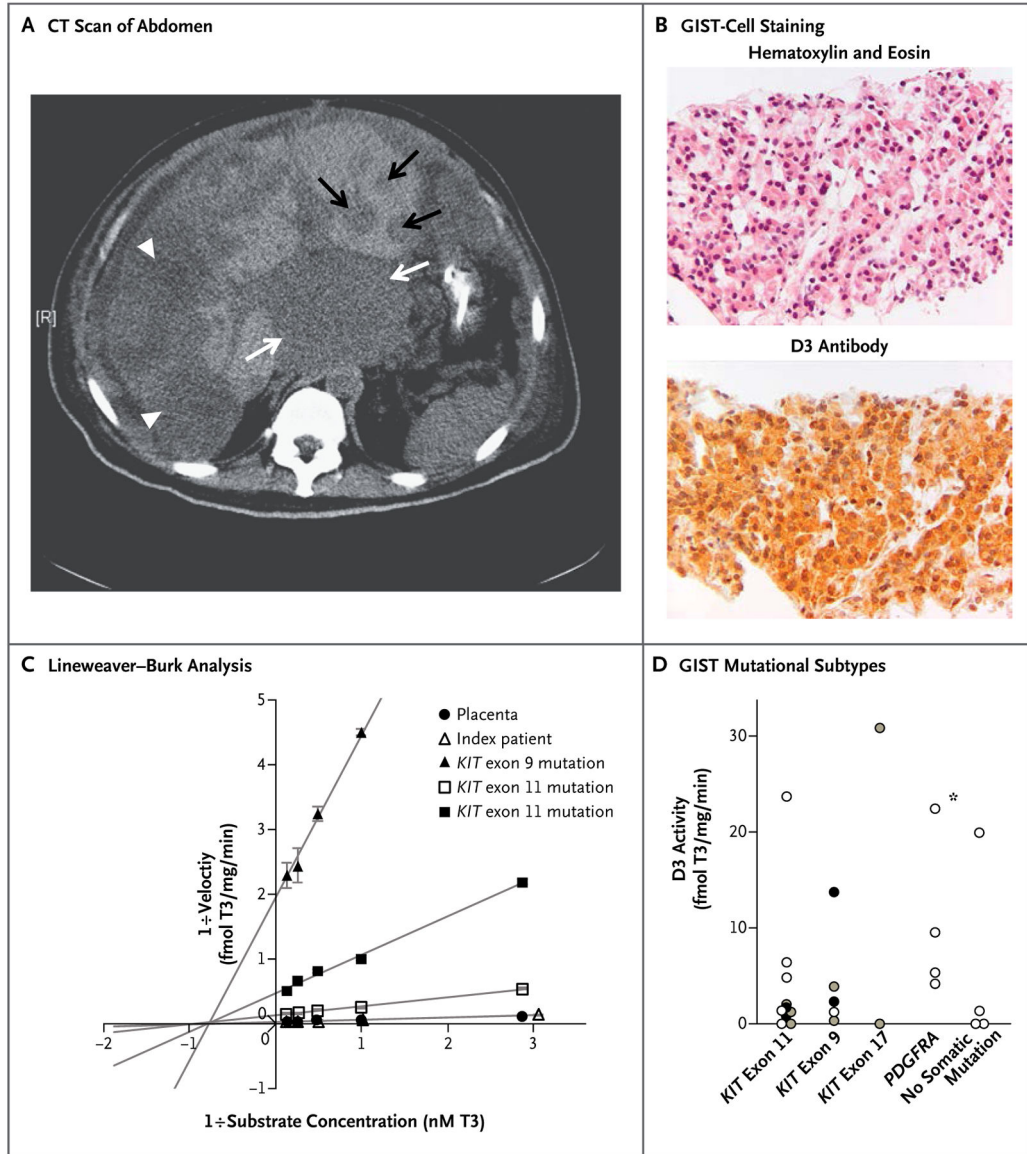 A CT Scan of Abdomen
[R]
B GIST-Cell Staining
Hematoxylin and Eosin
D3 Antibody
C Lineweaver–Burk Analysis
1÷Veloctiy
(fmol T3/mg/min)
5
4
3
2
1
0
−1
−2
−1
0
1
2
3
1÷Substrate Concentration (nM T3)
Placenta
Index patient
KIT exon 9 mutation
KIT exon 11 mutation
KIT exon 11 mutation
D GIST Mutational Subtypes
D3 Activity
(fmol T3/mg/min)
30
20
10
0
*
KIT Exon 11
KIT Exon 9
KIT Exon 17
PDGFRA
No Somatic
Mutation